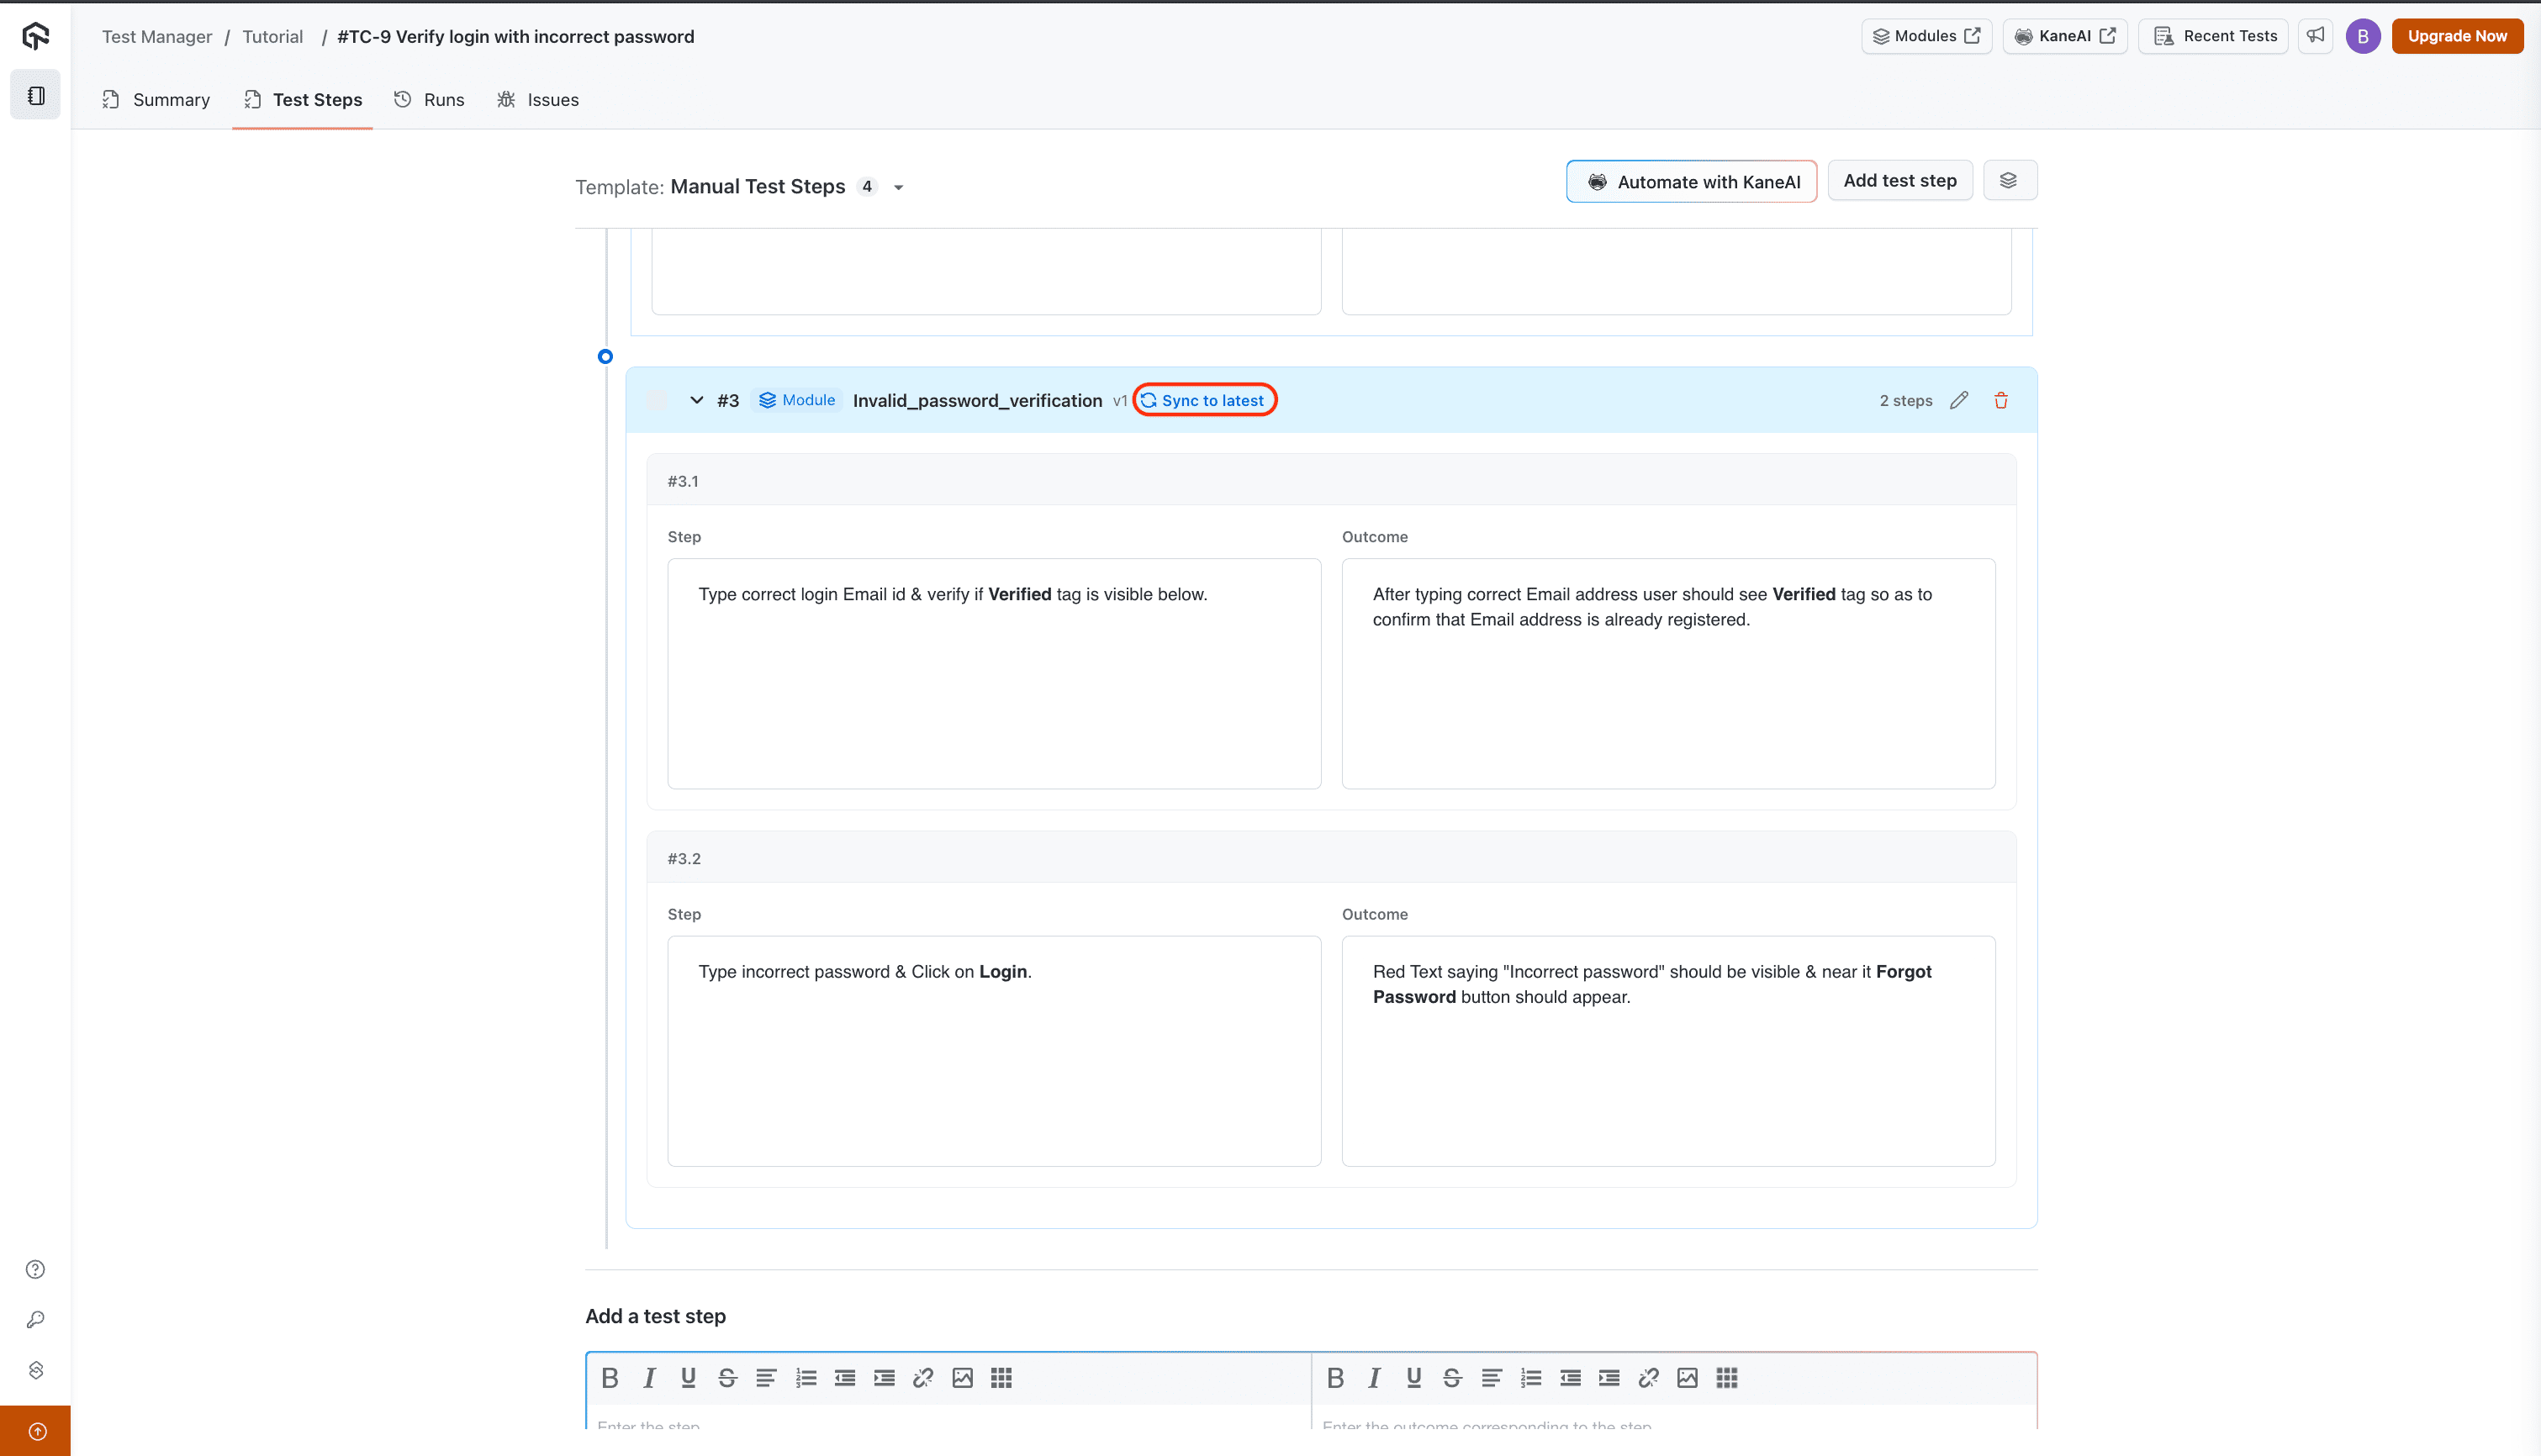 Test Manager / Tutorial / #TC-9 Verify login with incorrect password
Modules
KaneAI
Recent Tests
B
Upgrade Now
Summary
Test Steps
Runs
Issues
Template: Manual Test Steps 4
Automate with KaneAI
Add test step
#3 Module Invalid_password_verification v1 Sync to latest
2 steps
#3.1
Step
Outcome
Type correct login Email id & verify if Verified tag is visible below.
After typing correct Email address user should see Verified tag so as to
confirm that Email address is already registered.
#3.2
Step
Outcome
Type incorrect password & Click on Login.
Red Text saying "Incorrect password" should be visible & near it Forgot
Password button should appear.
Add a test step
Enter the step
Enter the outcome corresponding to the step